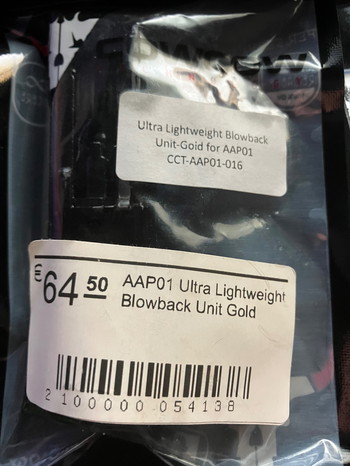 Ultra Lightweight Blowback
Unit-Gold for AAP01
CCT-AAP01-016
€64 50 AAP01 Ultra Lightweight
Blowback Unit Gold
2 100000 054138